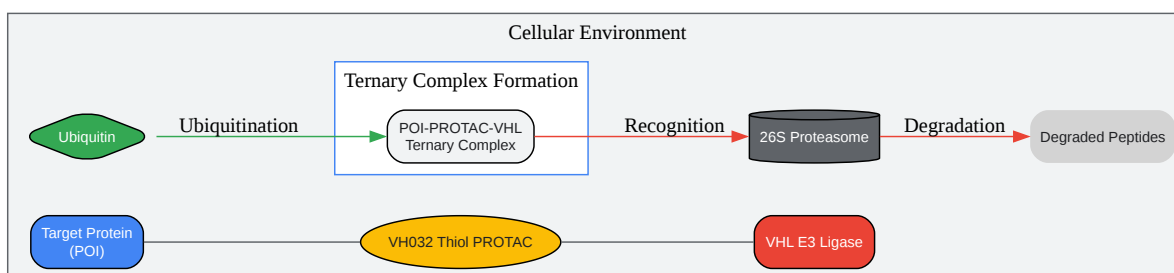 Cellular Environment
Ternary Complex Formation
Ubiquitin
Ubiquitination
POI-PROTAC-VHL
Ternary Complex
Recognition
26S Proteasome
Degradation
Degraded Peptides
Target Protein
(POI)
VH032 Thiol PROTAC
VHL E3 Ligase